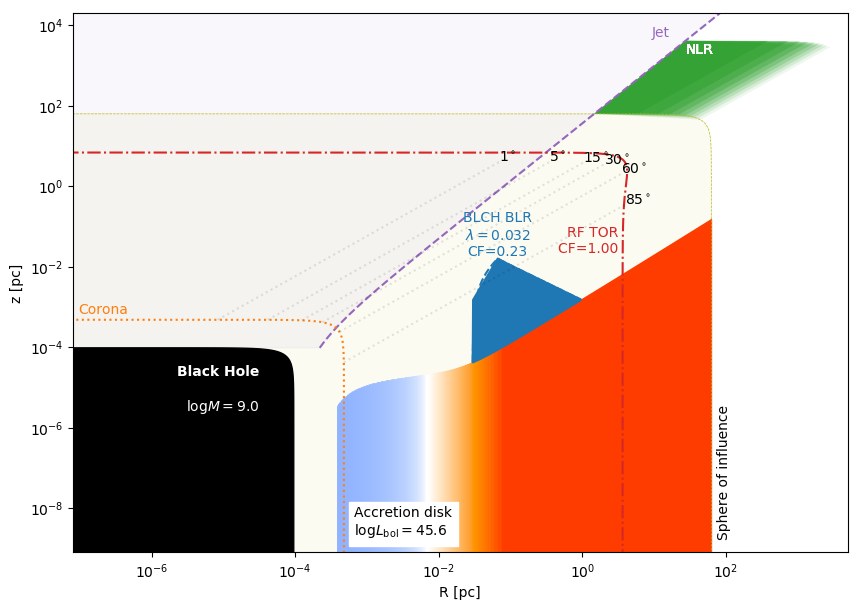 10^4
10^2
10^0
10^-2
10^-4
10^-6
10^-8
z [pc]
Jet
NLR
1°
5°
15°
30°
60°
85°
BLCH BLR
λ = 0.032
CF=0.23
RF TOR
CF=1.00
Corona
Black Hole
logM = 9.0
Accretion disk
logL_bol = 45.6
Sphere of influence
10^-6
10^-4
10^-2
10^0
10^2
R [pc]